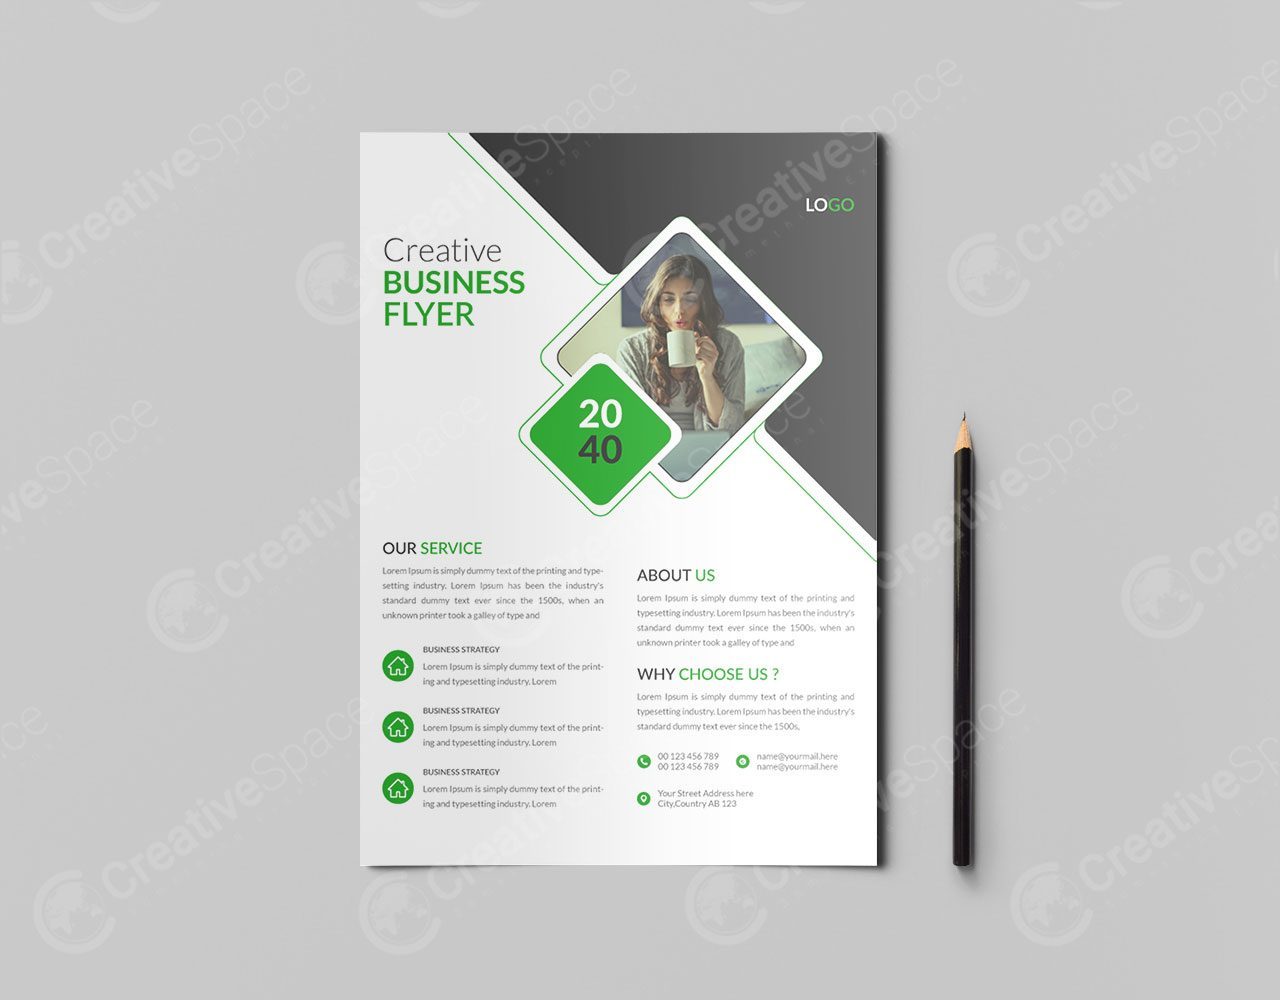 LOGO
Creative
BUSINESS
FLYER
20
40
OUR SERVICE
Lorem Ipsum is simply dummy text of the printing and type-
setting industry. Lorem Ipsum has been the industry's
standard dummy text ever since the 1500s, when an
unknown printer took a galley of type and
BUSINESS STRATEGY
Lorem Ipsum is simply dummy text of the print-
ing and typesetting industry. Lorem
BUSINESS STRATEGY
Lorem Ipsum is simply dummy text of the print-
ing and typesetting industry. Lorem
BUSINESS STRATEGY
Lorem Ipsum is simply dummy text of the print-
ing and typesetting industry. Lorem
ABOUT US
Lorem Ipsum is simply dummy text of the printing and
typesetting industry. Lorem Ipsum has been the industry's
standard dummy text ever since the 1500s, when an
unknown printer took a galley of type and
WHY CHOOSE US ?
Lorem Ipsum is simply dummy text of the printing and
typesetting industry. Lorem Ipsum has been the industry's
standard dummy text ever since the 1500s,
00 123 456 789
00 123 456 789
name@yourmail.here
name@yourmail.here
Your Street Address here
City,Country AB 123
CreativeSpace